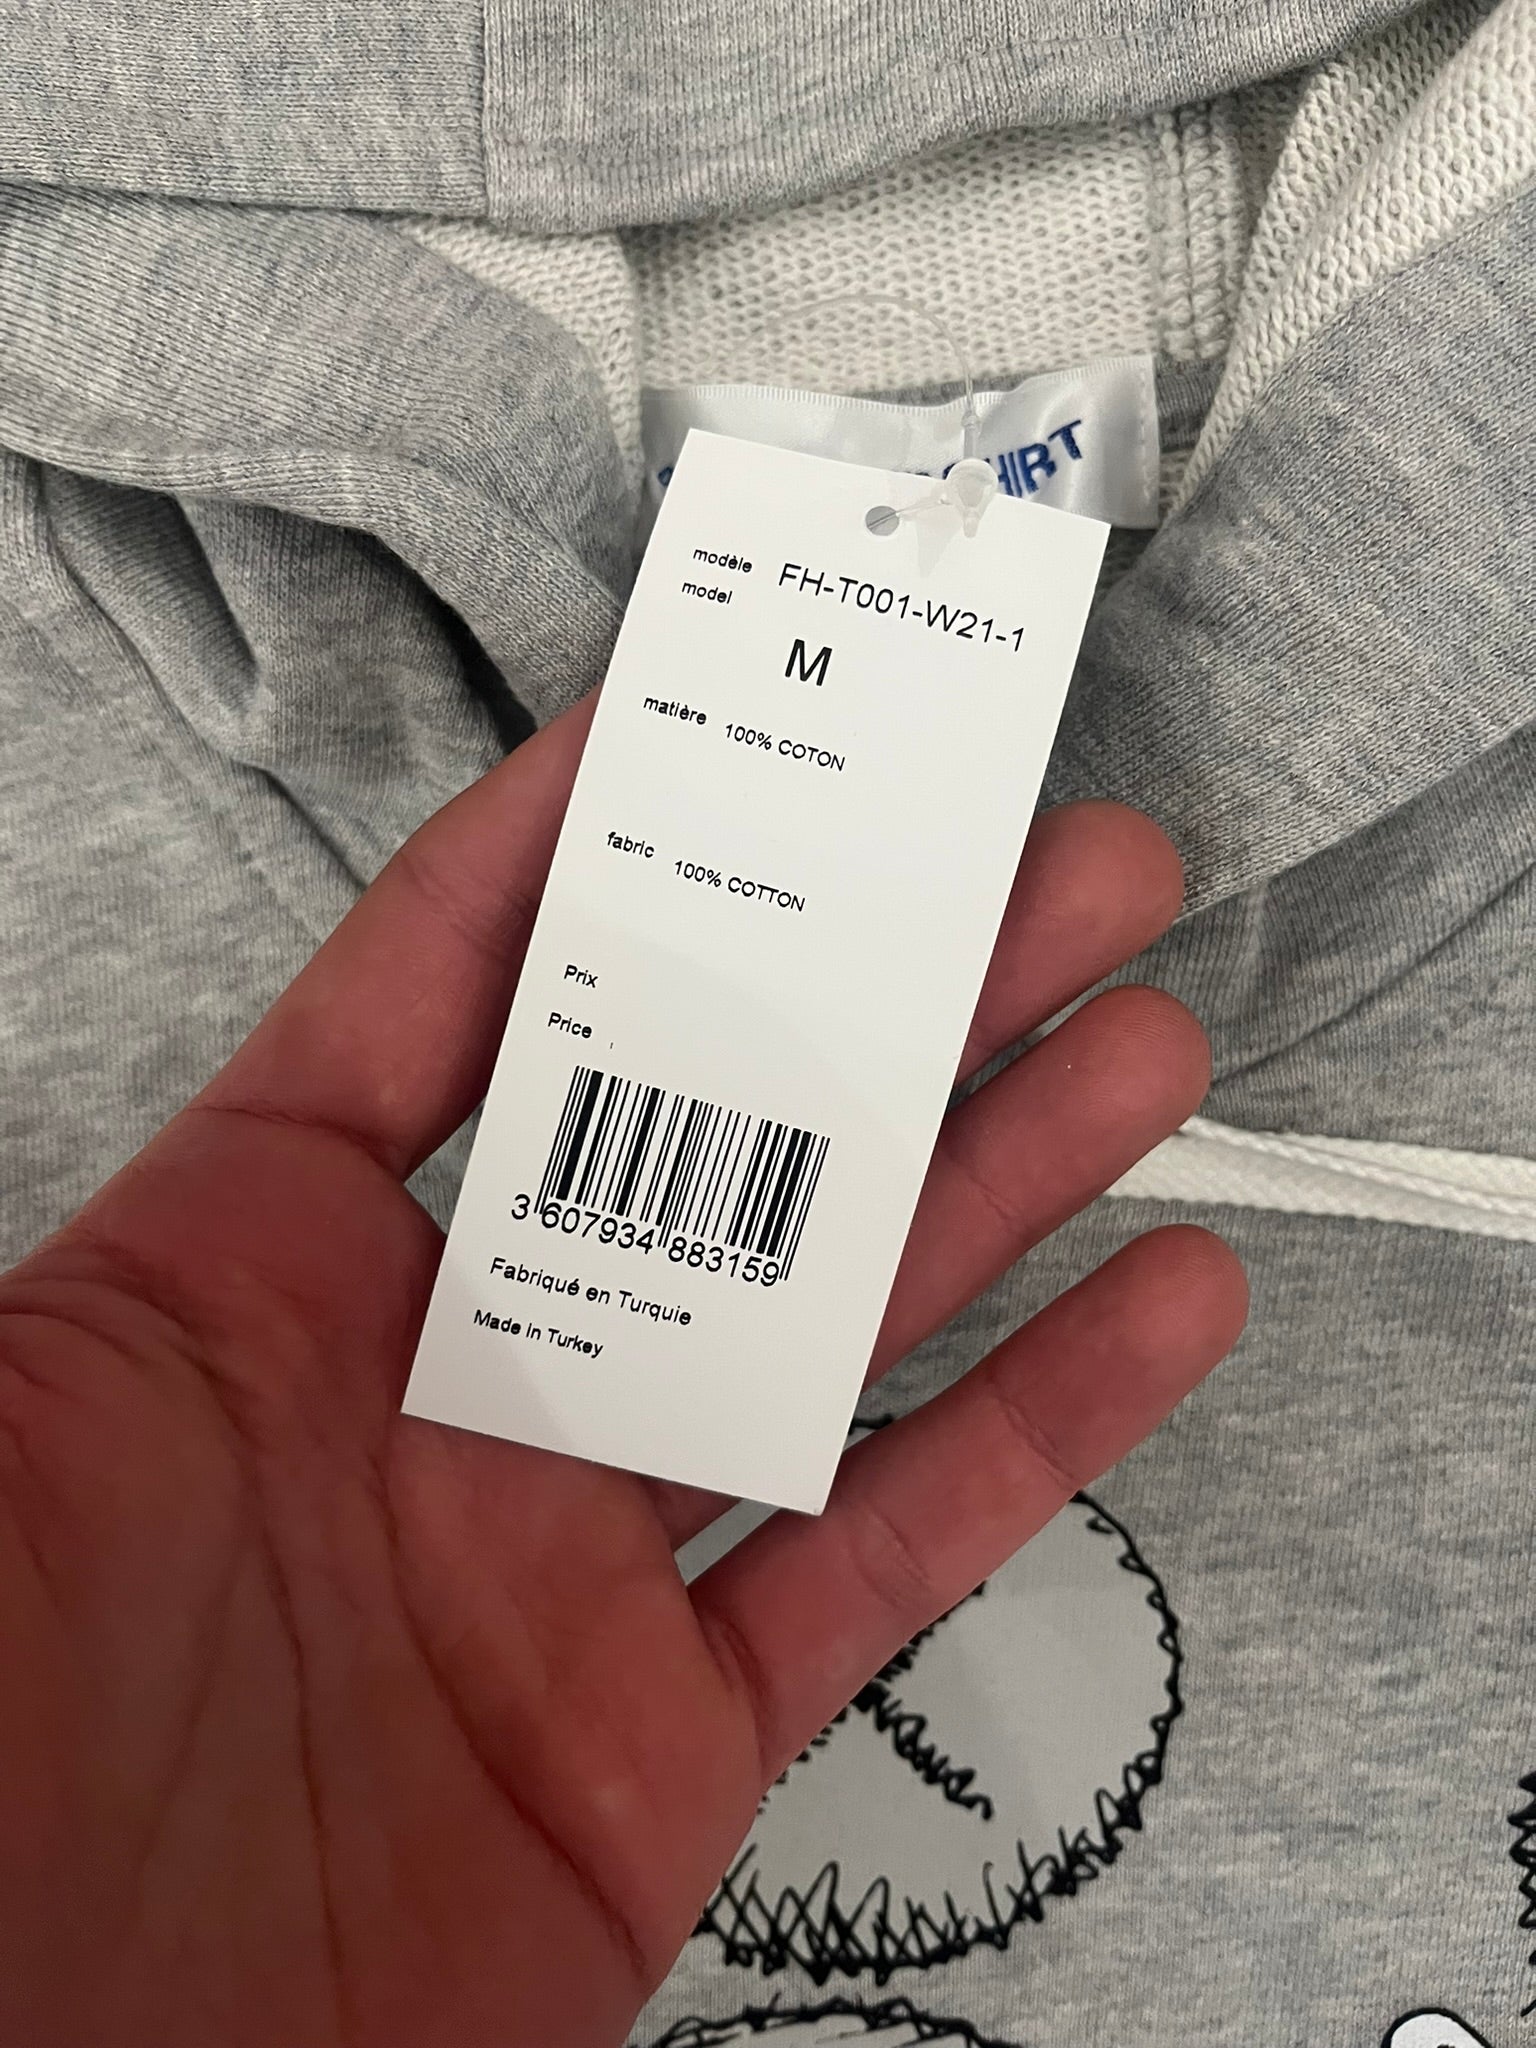 SHIRT
modèle FH-T001-W21-1
model
M
matière 100% COTON
fabric 100% COTTON
Prix
Price
3 607934 883159
Fabriqué en Turquie
Made in Turkey